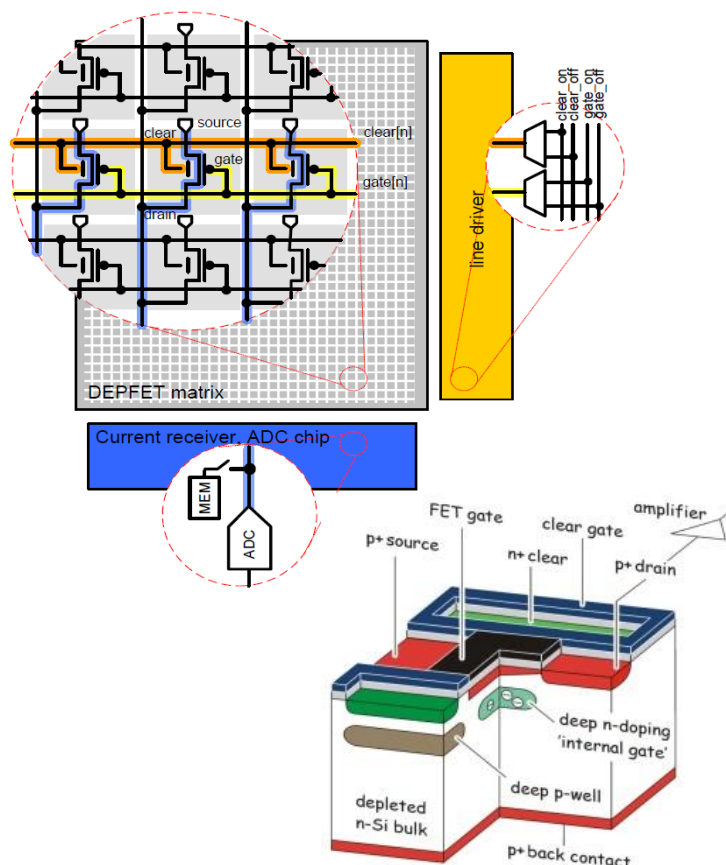 clear_on
clear_off
gate_on
gate_off
source
clear
clear[n]
gate
gate[n]
drain
line driver
DEPFET matrix
Current receiver, ADC chip
MEM
ADC
amplifier
FET gate
clear gate
p+ source
n+ clear
p+ drain
deep n-doping
'internal gate'
deep p-well
depleted
n-Si bulk
p+ back contact